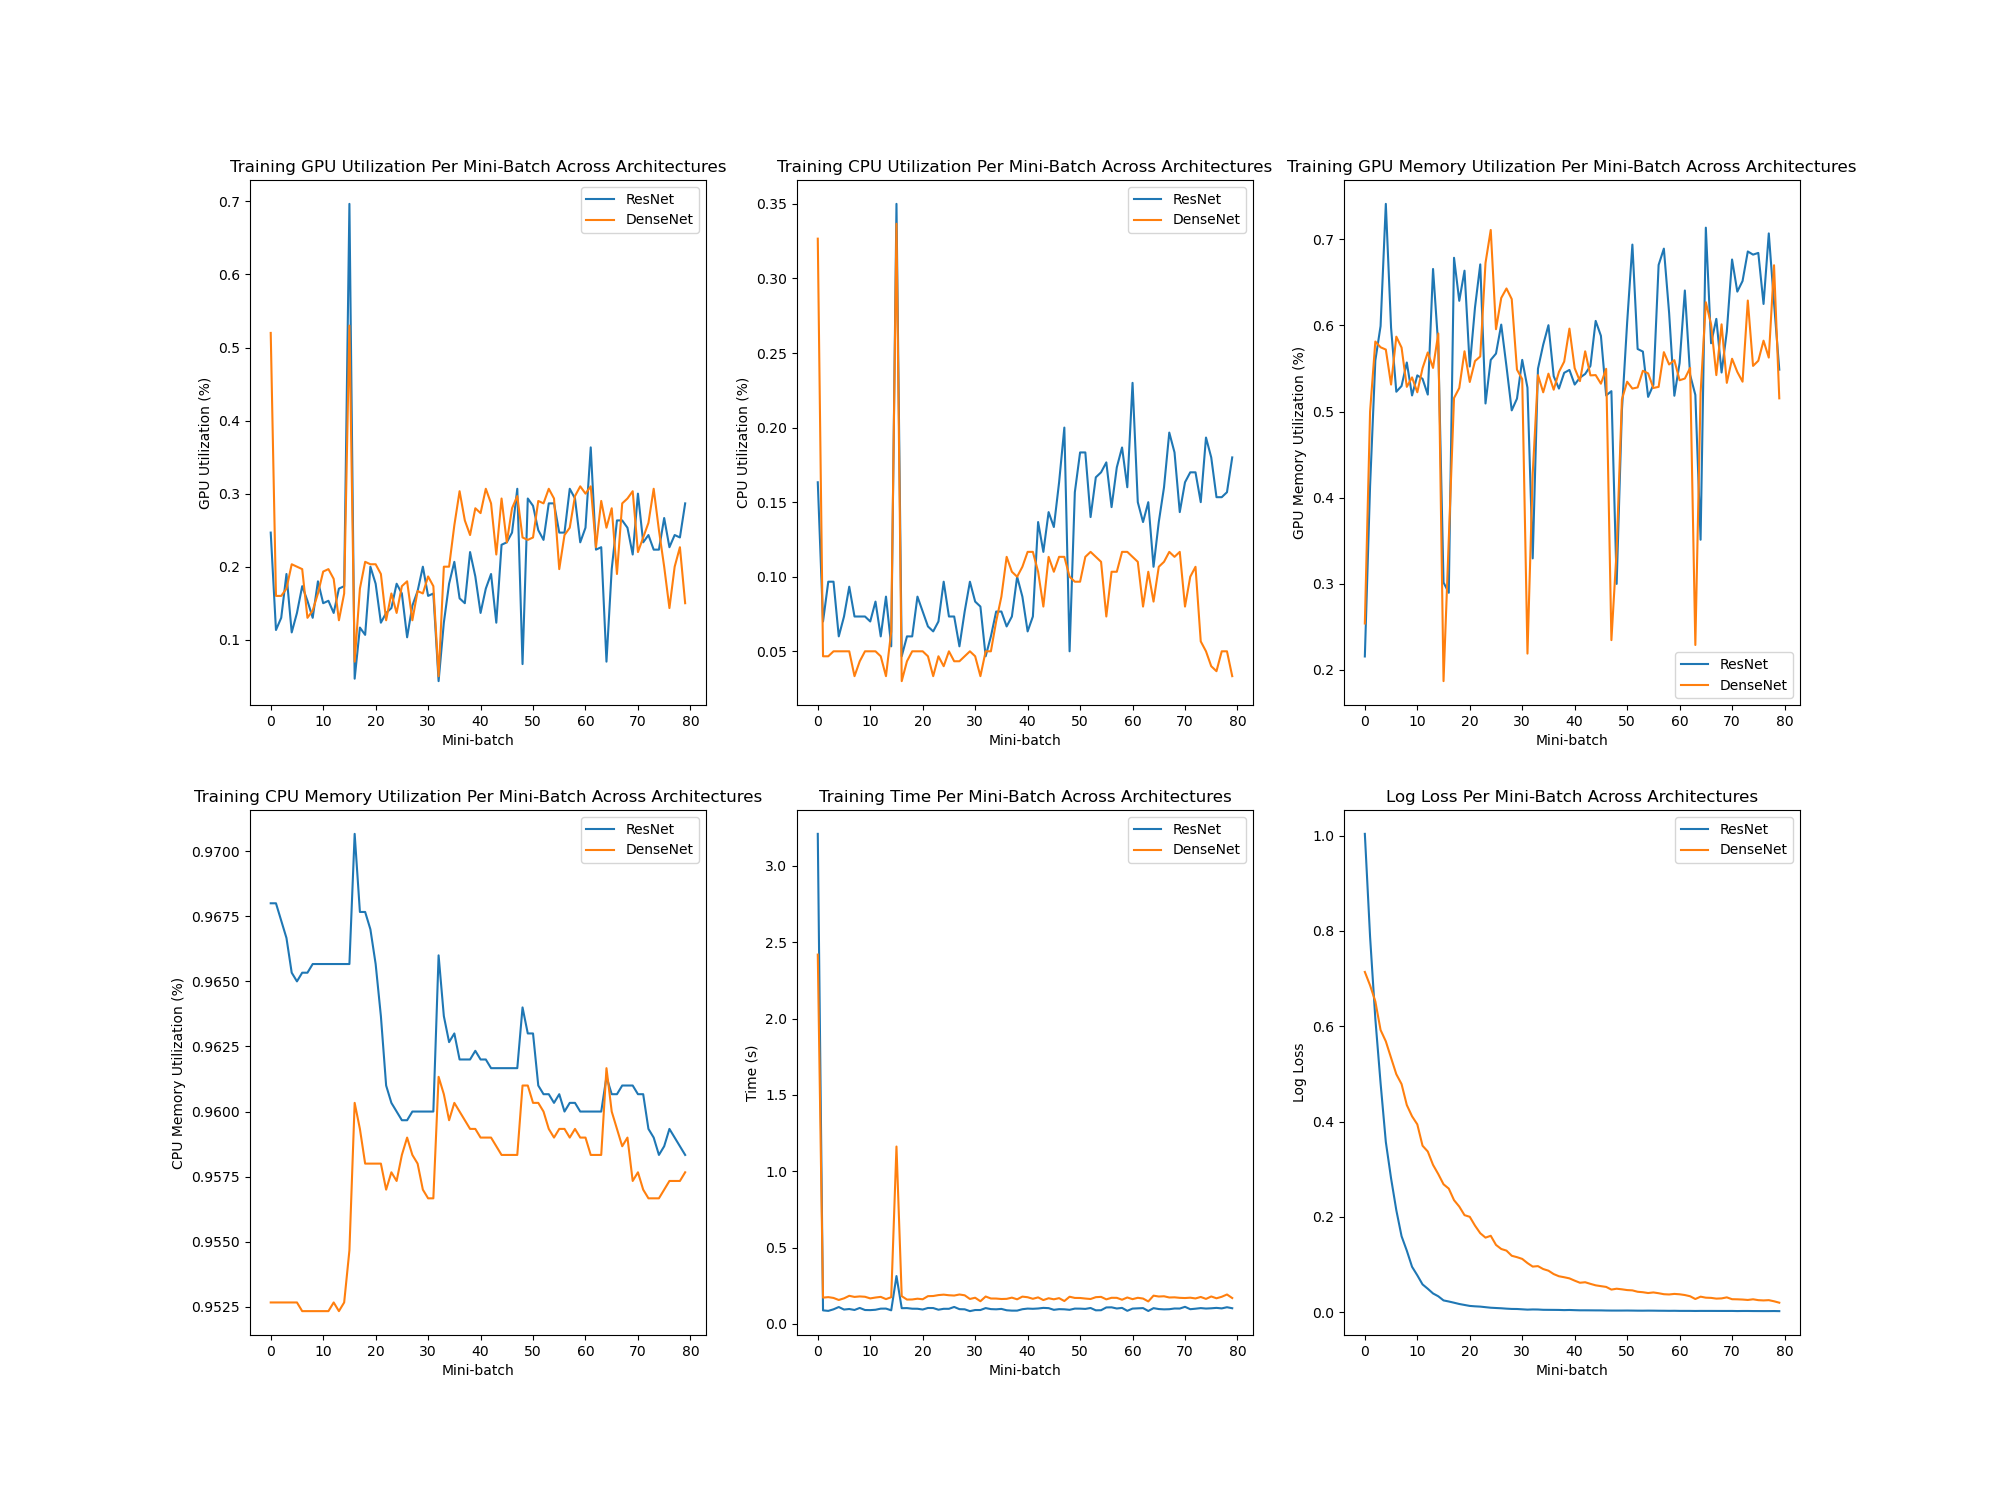 Training GPU Utilization Per Mini-Batch Across Architectures
GPU Utilization (%)
0.7
0.6
0.5
0.4
0.3
0.2
0.1
0 10 20 30 40 50 60 70 80
Mini-batch
ResNet
DenseNet
Training CPU Utilization Per Mini-Batch Across Architectures
CPU Utilization (%)
0.35
0.30
0.25
0.20
0.15
0.10
0.05
0 10 20 30 40 50 60 70 80
Mini-batch
ResNet
DenseNet
Training GPU Memory Utilization Per Mini-Batch Across Architectures
GPU Memory Utilization (%)
0.7
0.6
0.5
0.4
0.3
0.2
0 10 20 30 40 50 60 70 80
Mini-batch
ResNet
DenseNet
Training CPU Memory Utilization Per Mini-Batch Across Architectures
CPU Memory Utilization (%)
0.9700
0.9675
0.9650
0.9625
0.9600
0.9575
0.9550
0.9525
0 10 20 30 40 50 60 70 80
Mini-batch
ResNet
DenseNet
Training Time Per Mini-Batch Across Architectures
Time (s)
3.0
2.5
2.0
1.5
1.0
0.5
0.0
0 10 20 30 40 50 60 70 80
Mini-batch
ResNet
DenseNet
Log Loss Per Mini-Batch Across Architectures
Log Loss
1.0
0.8
0.6
0.4
0.2
0.0
0 10 20 30 40 50 60 70 80
Mini-batch
ResNet
DenseNet